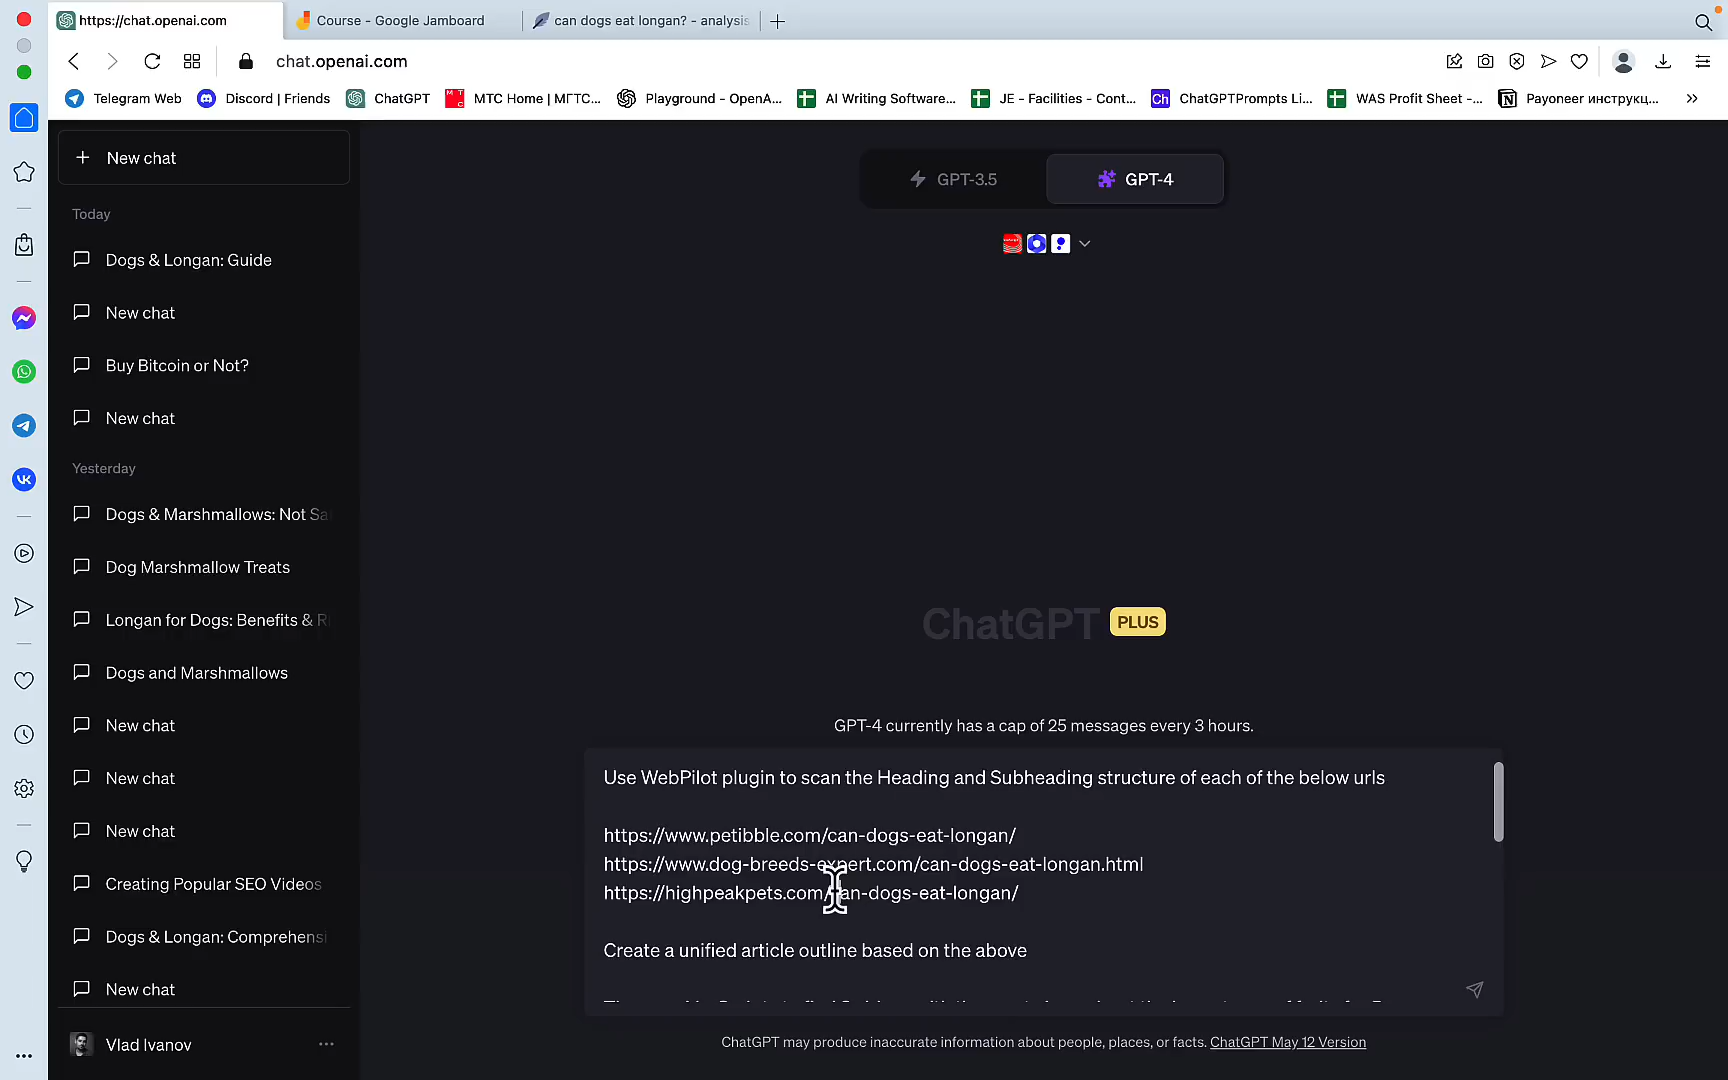 https://chat.openai.com
Course - Google Jamboard
can dogs eat longan? - analysis
chat.openai.com
Telegram Web
Discord | Friends
ChatGPT
МТС Home | МГТС...
Playground - OpenA...
AI Writing Software...
JE - Facilities - Cont...
Ch
ChatGPTPrompts Li...
WAS Profit Sheet -...
Payoneer инструкц...
New chat
GPT-3.5
GPT-4
Today
Dogs & Longan: Guide
New chat
Buy Bitcoin or Not?
New chat
Yesterday
Dogs & Marshmallows: Not Sa
Dog Marshmallow Treats
Longan for Dogs: Benefits & R
Dogs and Marshmallows
New chat
New chat
New chat
Creating Popular SEO Videos
Dogs & Longan: Comprehensi
New chat
Vlad Ivanov
ChatGPT PLUS
GPT-4 currently has a cap of 25 messages every 3 hours.
Use WebPilot plugin to scan the Heading and Subheading structure of each of the below urls
https://www.petibble.com/can-dogs-eat-longan/
https://www.dog-breeds-expert.com/can-dogs-eat-longan.html
https://highpeakpets.com/can-dogs-eat-longan/
Create a unified article outline based on the above
ChatGPT may produce inaccurate information about people, places, or facts. ChatGPT May 12 Version